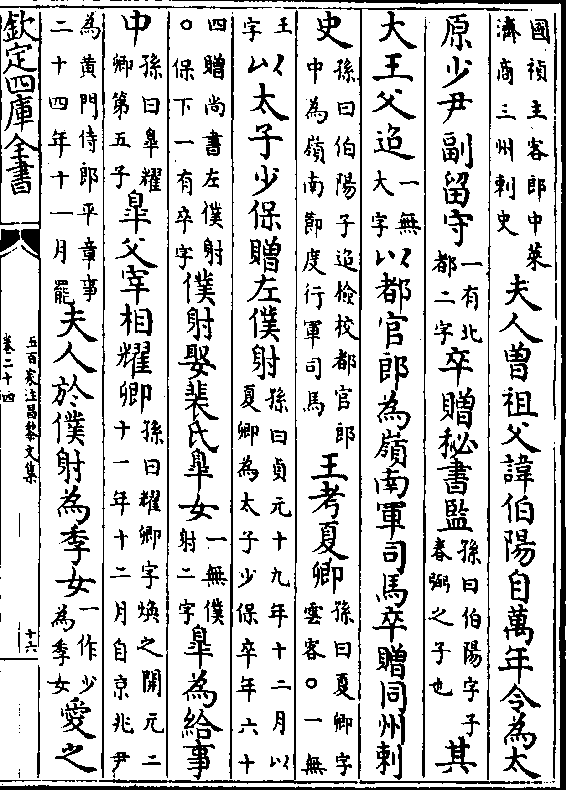 國禎主客郎中萊
濟商三州刺史
夫人曽祖父諱伯陽自萬年令為太
原少尹副留守
一有北
都二字
卒贈秘書監
孫曰伯陽字子
春弼之子也
其
大王父迨
一無
大字
以都官郎為嶺南軍司馬卒贈同州刺
史
孫曰伯陽子迨檢校都官郎
中為嶺南節度行軍司馬
王考夏卿
孫曰夏卿字
雲客○一無
王
字
以太子少保贈左僕射
孫曰貞元十九年十二月以
夏卿為太子少保卒年六十
四贈尚書左僕射
○保下一有卒字
僕射娶裴氏臯女
一無僕
射二字
臯為給事
中
孫曰臯耀
卿第五子
臯父宰相耀卿
孫曰耀卿字煥之開元二
十一年十二月自京兆尹
為黄門侍郎平章事
二十四年十一月罷
夫人於僕射為季女
一作少
為季女
愛之
欽定四庫全書
五百家注昌黎文集
卷二十四
十六